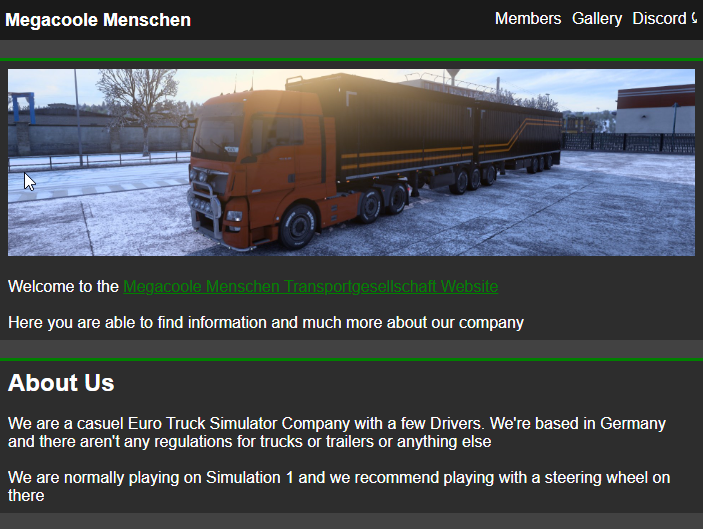 Megacoole Menschen
Members Gallery Discord
Welcome to the Megacoole Menschen Transportgesellschaft Website
Here you are able to find information and much more about our company
About Us
We are a casuel Euro Truck Simulator Company with a few Drivers. We're based in Germany
and there aren't any regulations for trucks or trailers or anything else
We are normally playing on Simulation 1 and we recommend playing with a steering wheel on
there